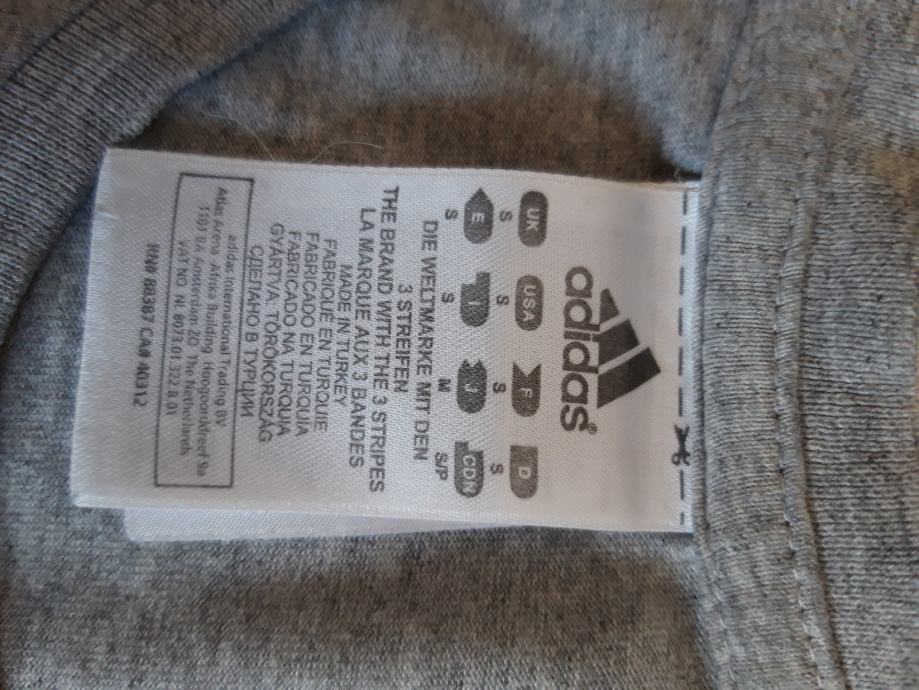 adidas®
UK USA F D
S S S S
E I J CDN
S S M S/P
DIE WELTMARKE MIT DEN
3 STREIFEN
THE BRAND WITH THE 3 STRIPES
LA MARQUE AUX 3 BANDES
MADE IN TURKEY
FABRIQUE EN TURQUIE
FABRICADO EN TURQUIA
FABRICADO NA TURQUIA
GYÁRTVA: TÖRÖKORSZÁG
СДЕЛАНО В ТУРЦИИ
adidas International Trading BV
Atlas Arena Afrika Building Hoogoorddreef 9a
1101 BA Amsterdam ZO The Netherlands
VAT NO. NL 8073.01.322.B.01
RN# 88387 CA# 40312